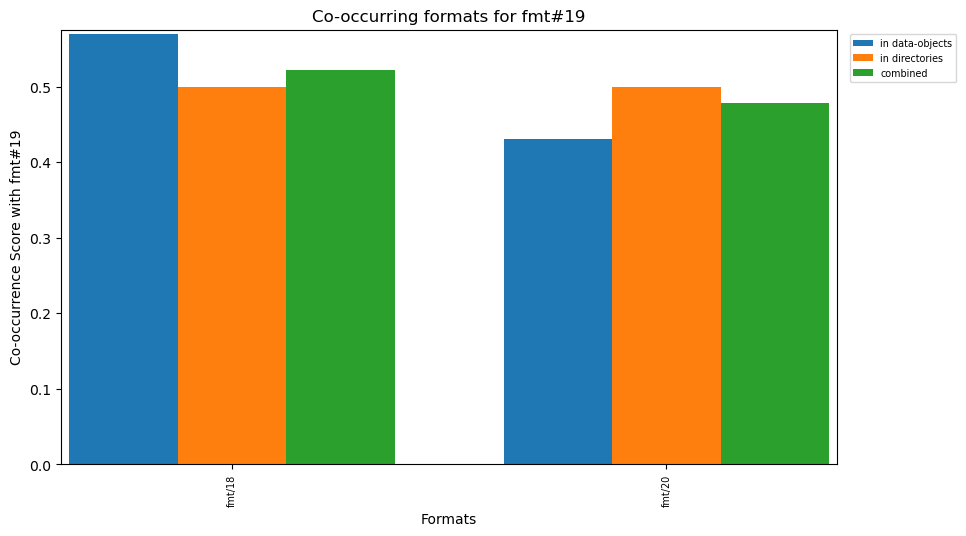 Co-occurring formats for fmt#19
in data-objects
in directories
combined
Co-occurrence Score with fmt#19
0.5
0.4
0.3
0.2
0.1
0.0
fmt/18
fmt/20
Formats